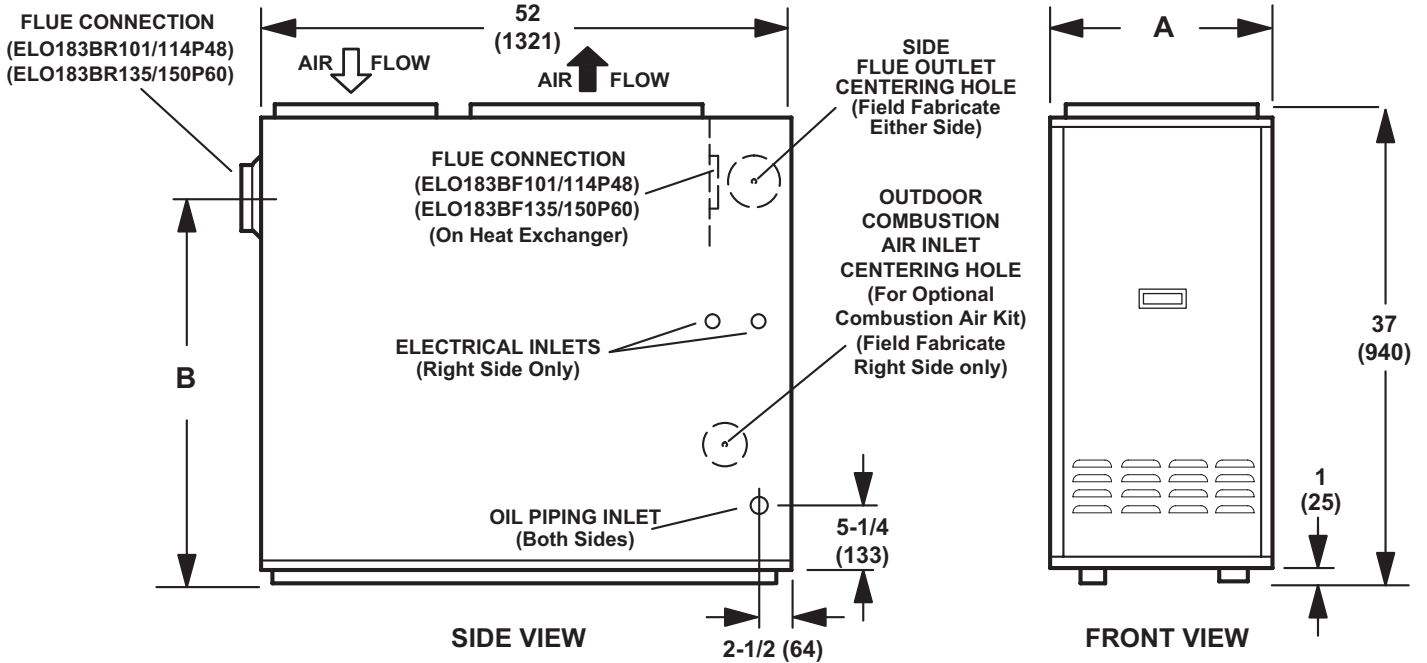 FLUE CONNECTION
(ELO183BR101/114P48)
(ELO183BR135/150P60)
52
(1321)
AIR FLOW
AIR FLOW
SIDE
FLUE OUTLET
CENTERING HOLE
(Field Fabricate
Either Side)
FLUE CONNECTION
(ELO183BF101/114P48)
(ELO183BF135/150P60)
(On Heat Exchanger)
OUTDOOR
COMBUSTION
AIR INLET
CENTERING HOLE
(For Optional
Combustion Air Kit)
(Field Fabricate
Right Side only)
ELECTRICAL INLETS
(Right Side Only)
B
OIL PIPING INLET
(Both Sides)
5-1/4
(133)
2-1/2 (64)
SIDE VIEW
A
37
(940)
1
(25)
FRONT VIEW